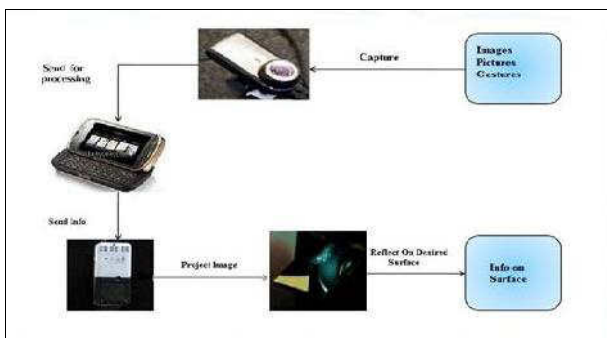 Images
Pictures
Gestures
Capture
Send for
processing
Send Info
Project Image
Reflect On Desired
Surface
Info on
Surface